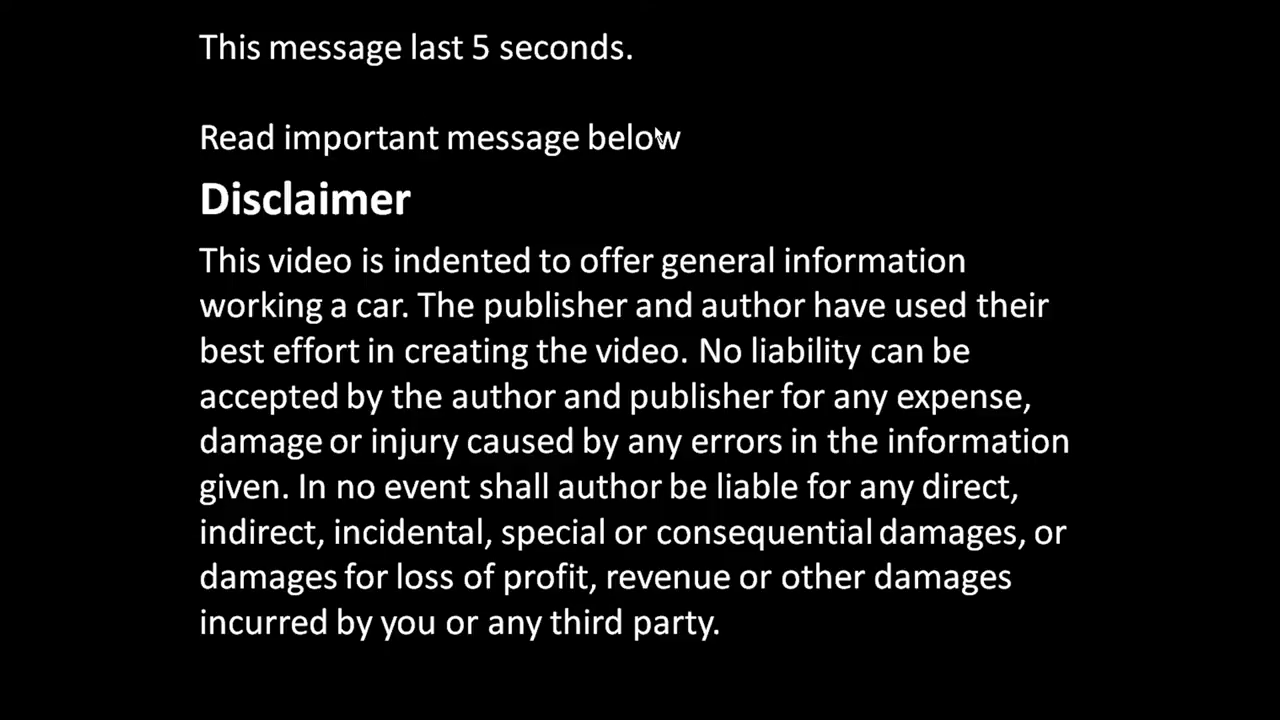 This message last 5 seconds.
Read important message below
Disclaimer
This video is indented to offer general information
working a car. The publisher and author have used their
best effort in creating the video. No liability can be
accepted by the author and publisher for any expense,
damage or injury caused by any errors in the information
given. In no event shall author be liable for any direct,
indirect, incidental, special or consequential damages, or
damages for loss of profit, revenue or other damages
incurred by you or any third party.